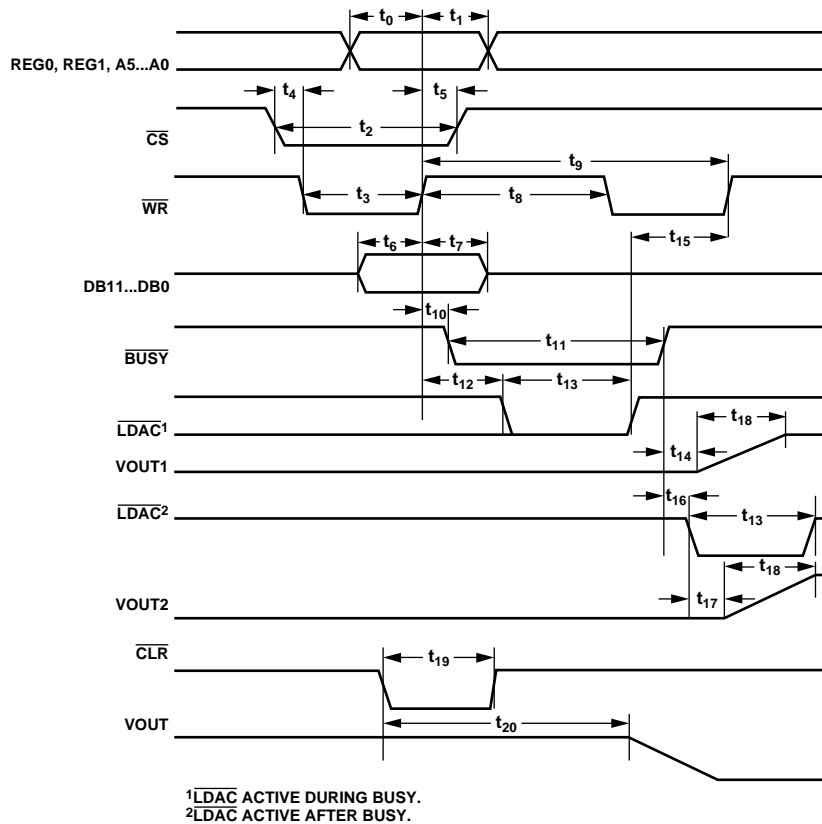 t0 t1
REG0, REG1, A5...A0
t4 t5
t2
CS
t9
t3 t8
WR
t15
t6 t7
DB11...DB0
t10
t11
BUSY
t12 t13
t18
LDAC1
t14
VOUT1
t16
LDAC2
t13
t18
t17
VOUT2
CLR
t19
VOUT
t20
1LDAC ACTIVE DURING BUSY.
2LDAC ACTIVE AFTER BUSY.